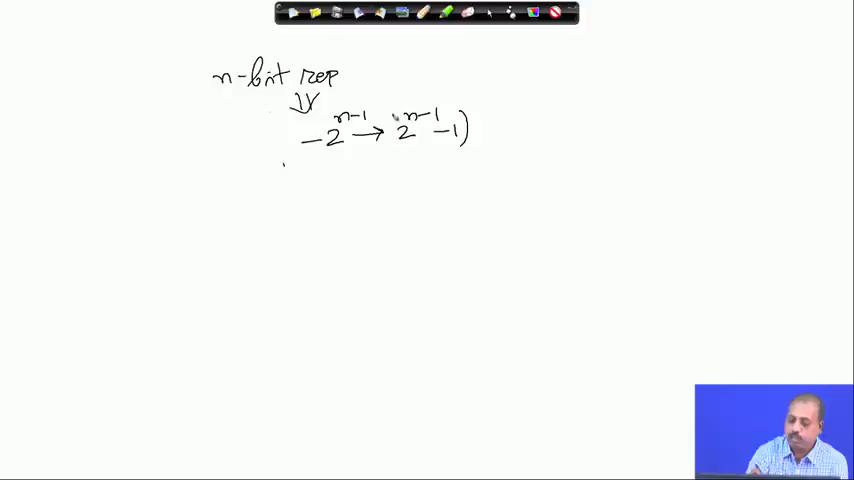 n-bit rep
⇓
-2^{n-1} → 2^{n-1} -1)